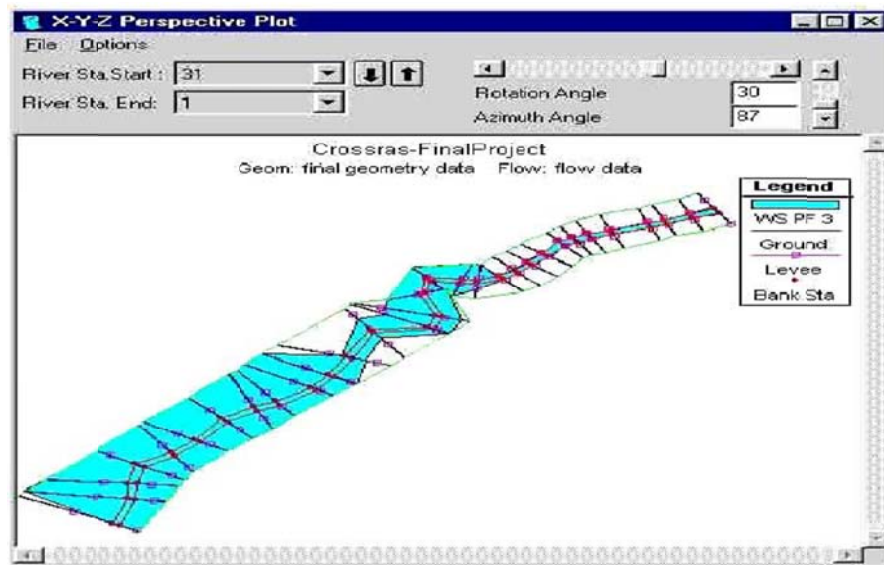 X-Y-Z Perspective Plot
File Options
River Sta.Start : 31
River Sta. End: 1
Rotation Angle 30
Azimuth Angle 87
Crossras-FinalProject
Geom: final geometry data Flow: flow data
Legend
WS PF 3
Ground
Levee
Bank Sta